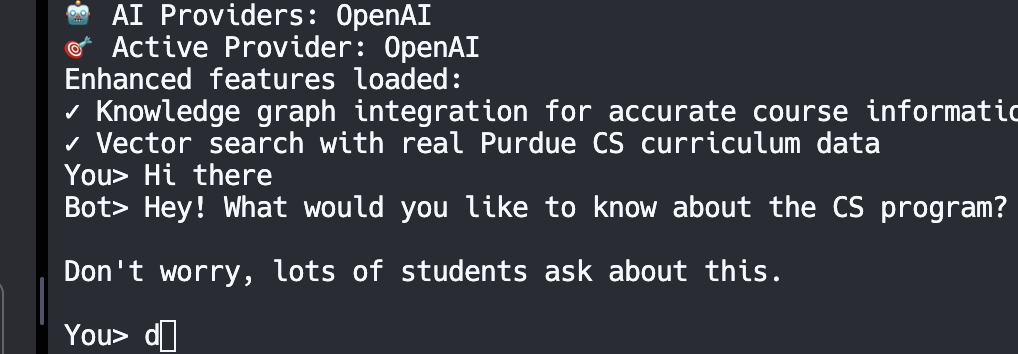 🤖 AI Providers: OpenAI
🎯 Active Provider: OpenAI
Enhanced features loaded:
✓ Knowledge graph integration for accurate course informatio
✓ Vector search with real Purdue CS curriculum data
You> Hi there
Bot> Hey! What would you like to know about the CS program?
Don't worry, lots of students ask about this.
You> d